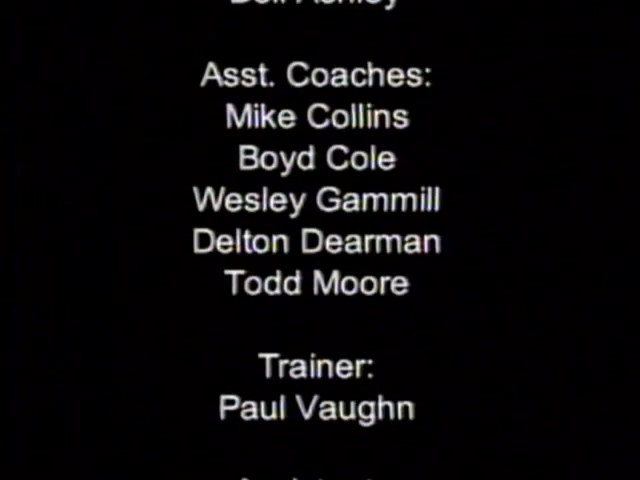 Asst. Coaches:
Mike Collins
Boyd Cole
Wesley Gammill
Delton Dearman
Todd Moore
Trainer:
Paul Vaughn